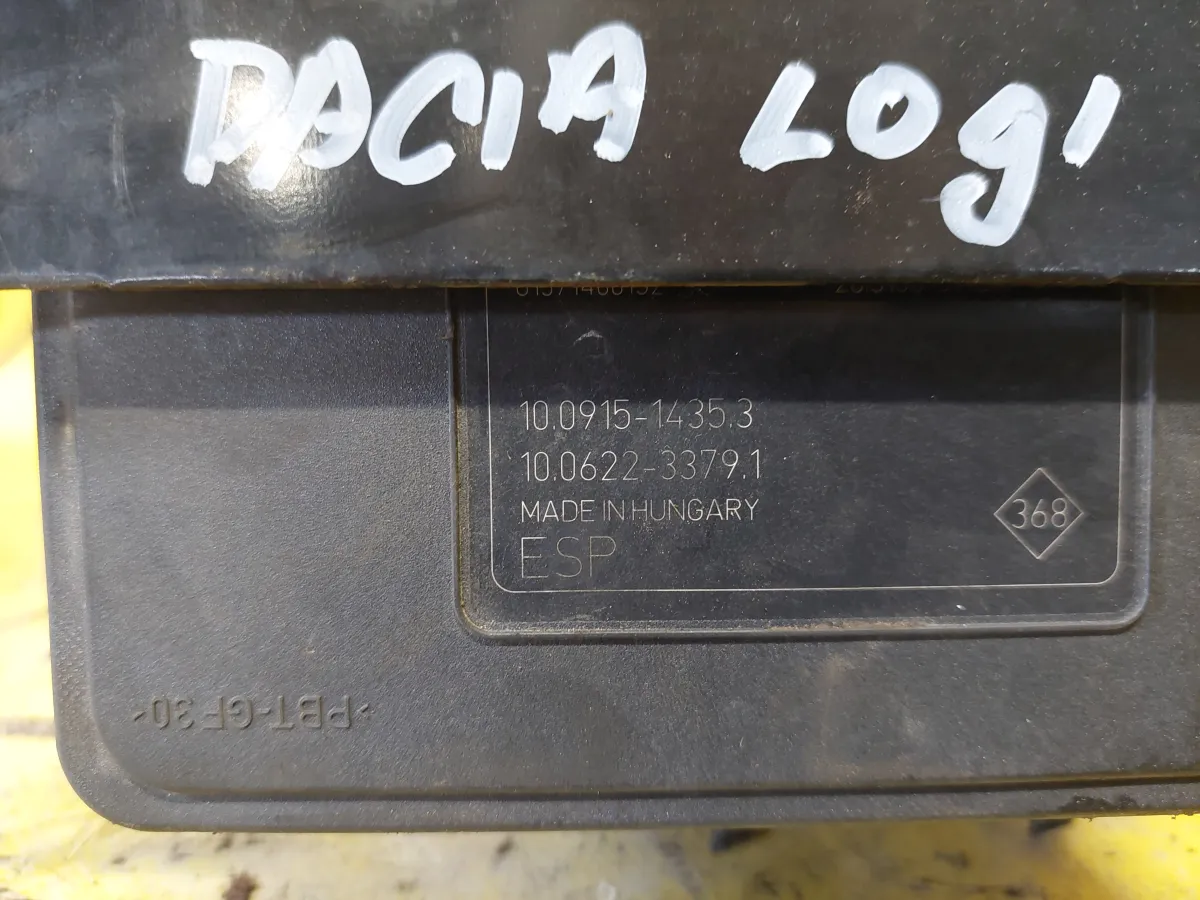 DACIA LOgI
10.0915-1435.3
10.0622-3379.1
MADE IN HUNGARY
368
ESP
>PBT-GF30<